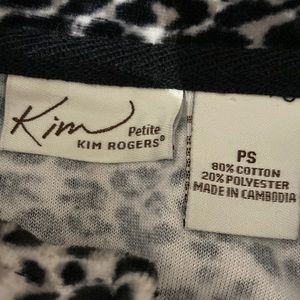 Kim
Petite
KIM ROGERS®
PS
80% COTTON
20% POLYESTER
MADE IN CAMBODIA